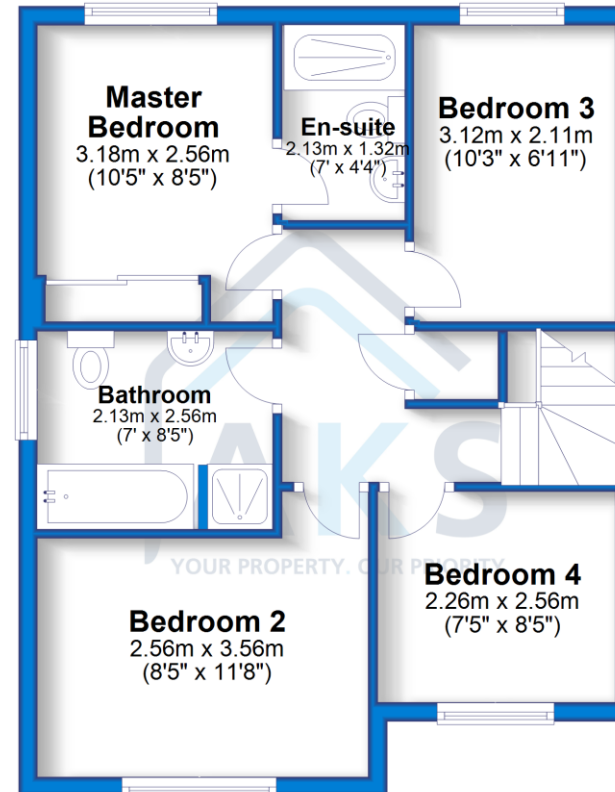 Master
Bedroom
3.18m x 2.56m
(10'5" x 8'5")
En-suite
2.13m x 1.32m
(7' x 4'4")
Bedroom 3
3.12m x 2.11m
(10'3" x 6'11")
Bathroom
2.13m x 2.56m
(7' x 8'5")
AKS
YOUR PROPERTY. OUR PRIORITY
Bedroom 2
2.56m x 3.56m
(8'5" x 11'8")
Bedroom 4
2.26m x 2.56m
(7'5" x 8'5")